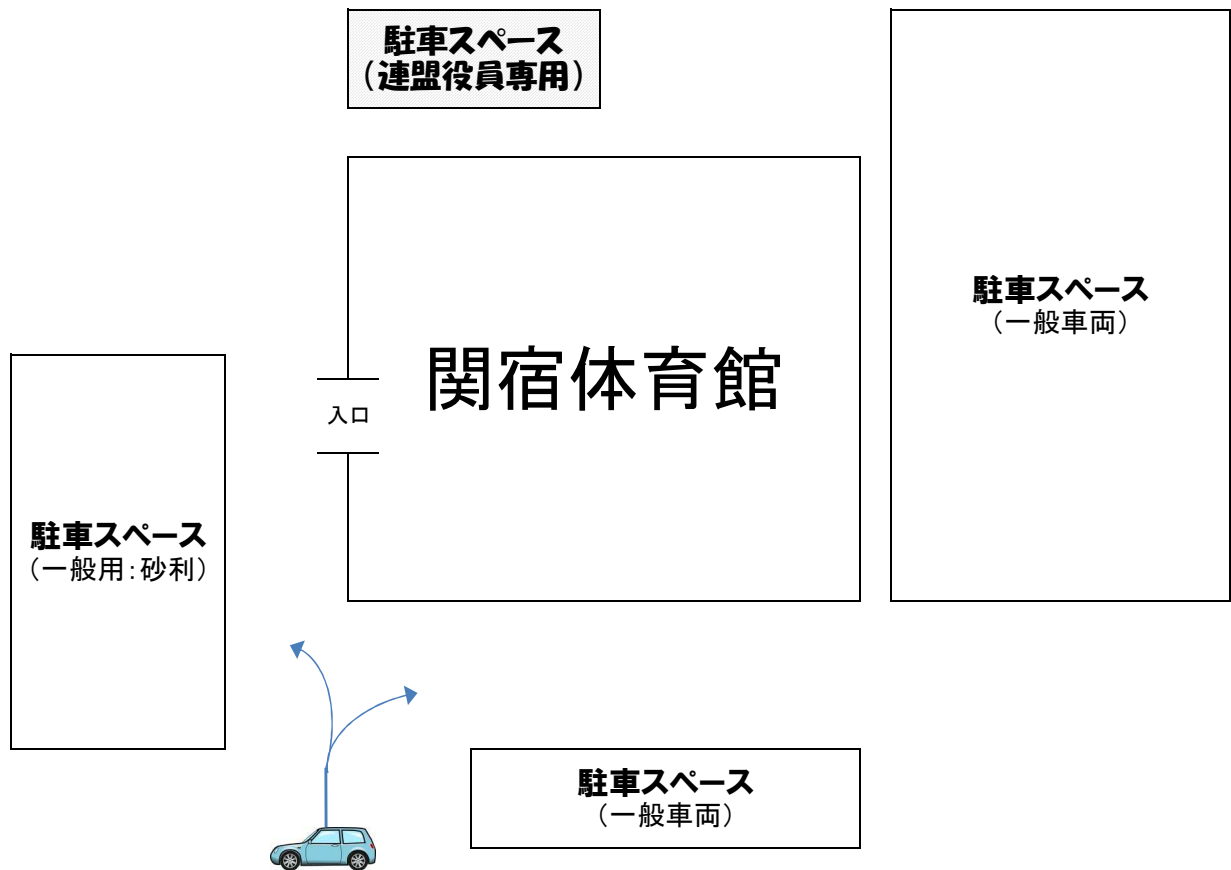 駐車スペース
（連盟役員専用）
駐車スペース
（一般車両）
関宿体育館
入口
駐車スペース
（一般用：砂利）
駐車スペース
（一般車両）